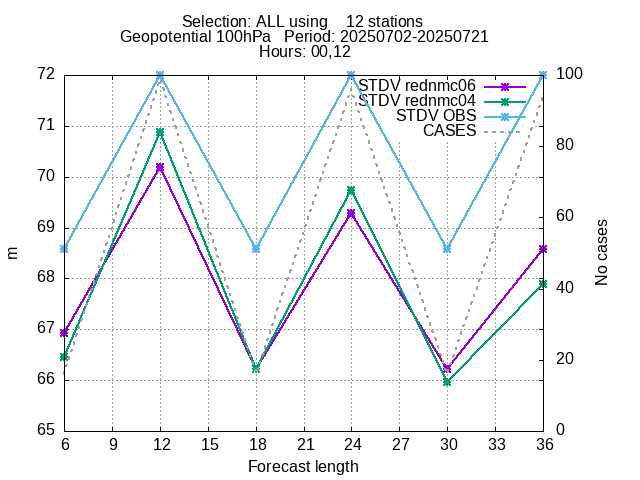 Selection: ALL using    12 stations
Geopotential 100hPa   Period: 20250702-20250721
Hours: 00,12
STDV rednmc06
STDV rednmc04
STDV OBS
CASES
72
71
70
69
68
67
66
65
m
100
80
60
40
20
0
No cases
6 9 12 15 18 21 24 27 30 33 36
Forecast length